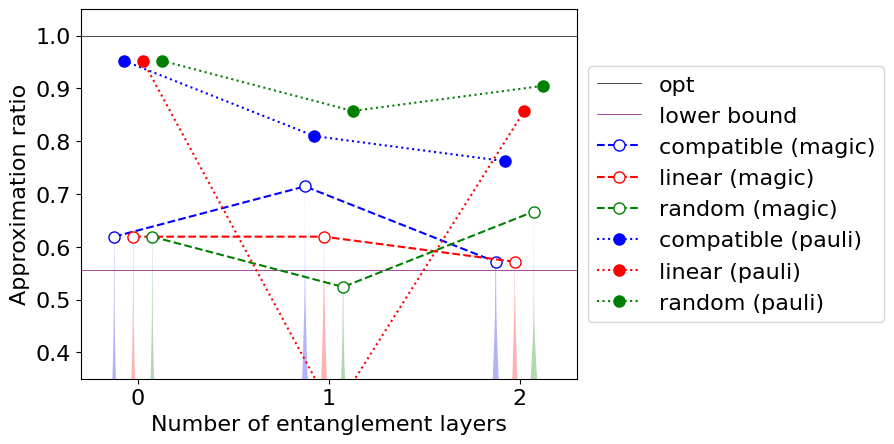 1.0
0.9
0.8
0.7
0.6
0.5
0.4
Approximation ratio
0 1 2
Number of entanglement layers
opt
lower bound
compatible (magic)
linear (magic)
random (magic)
compatible (pauli)
linear (pauli)
random (pauli)